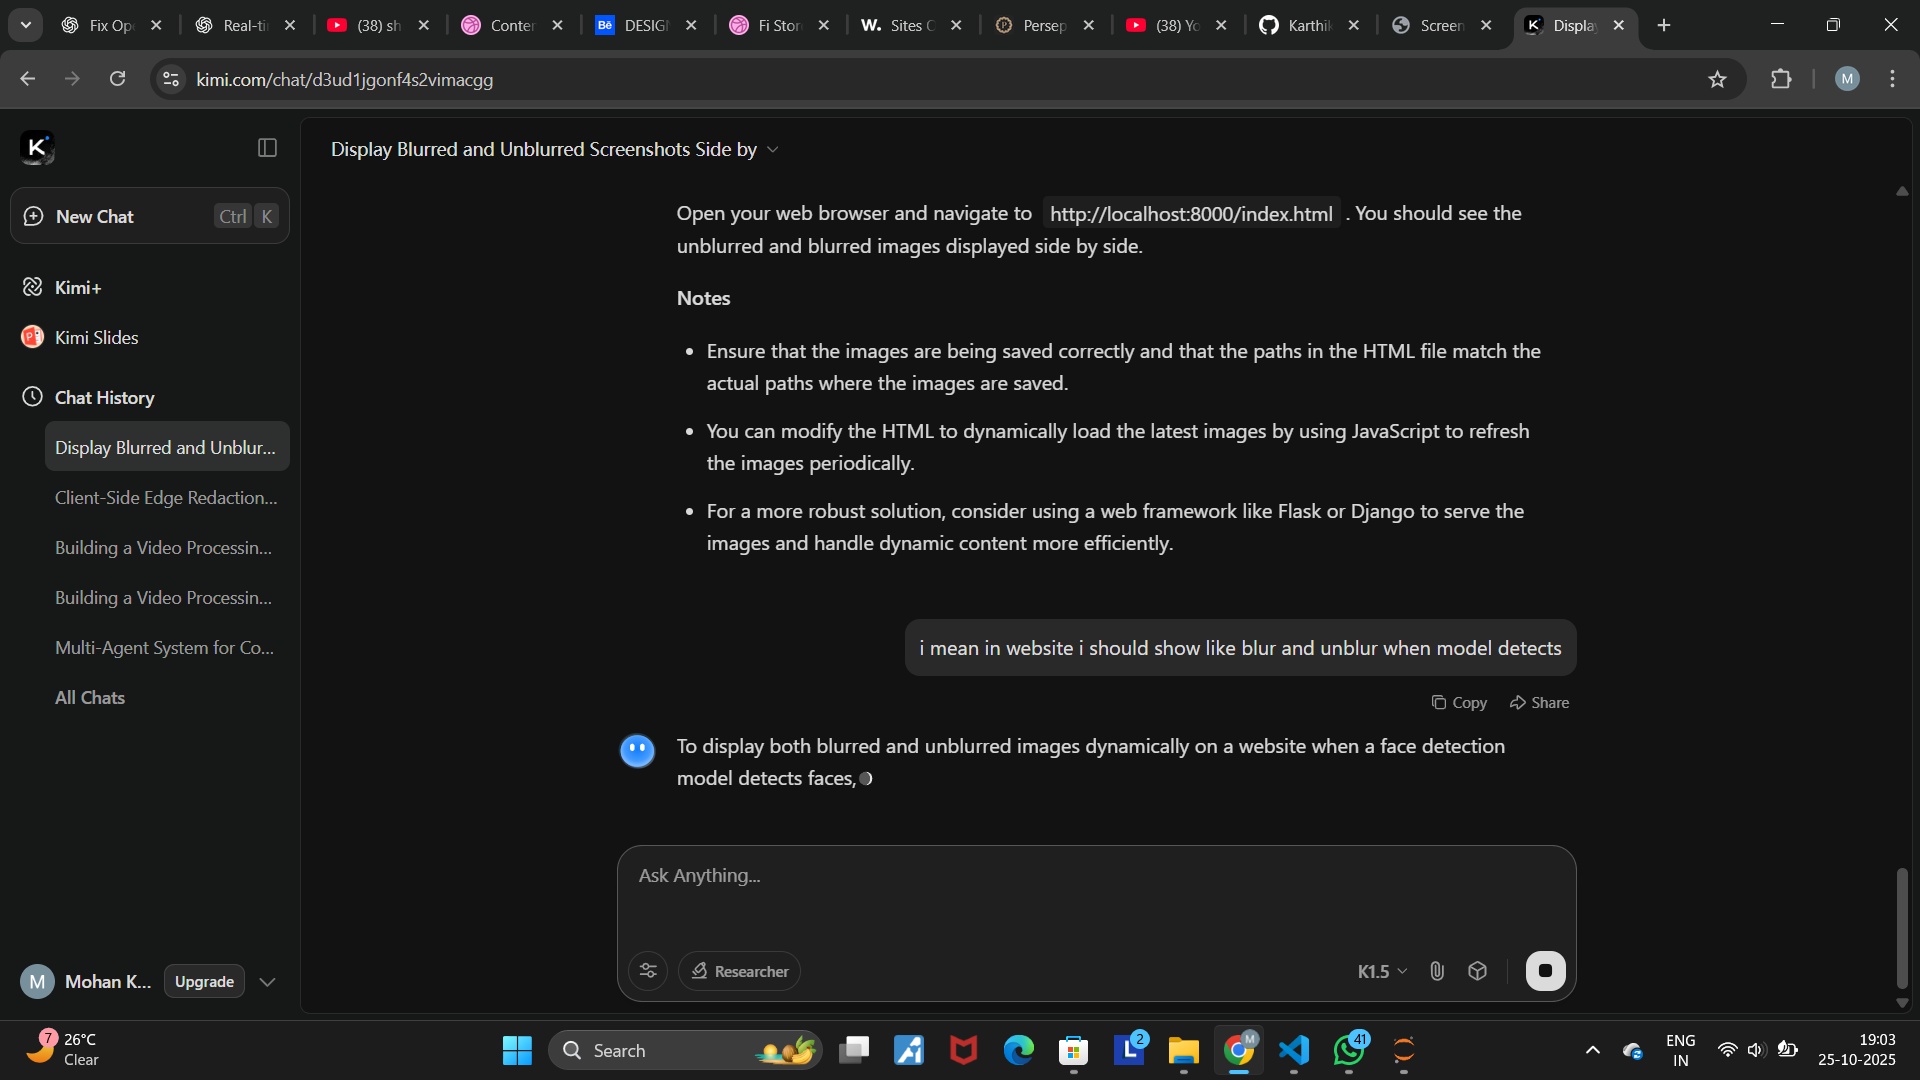 Fix Op
Real-ti
(38) sh
Conter
Bē DESIGI
Fi Stor
W. Sites C
Persep
(38) Yo
Karthik
Screen
Displa
kimi.com/chat/d3ud1jgonf4s2vimacgg
M
K
Display Blurred and Unblurred Screenshots Side by
New Chat Ctrl K
Kimi+
Kimi Slides
Chat History
Display Blurred and Unblur...
Client-Side Edge Redaction...
Building a Video Processin...
Building a Video Processin...
Multi-Agent System for Co...
All Chats
M Mohan K... Upgrade
Open your web browser and navigate to http://localhost:8000/index.html . You should see the
unblurred and blurred images displayed side by side.
Notes
• Ensure that the images are being saved correctly and that the paths in the HTML file match the
actual paths where the images are saved.
• You can modify the HTML to dynamically load the latest images by using JavaScript to refresh
the images periodically.
• For a more robust solution, consider using a web framework like Flask or Django to serve the
images and handle dynamic content more efficiently.
i mean in website i should show like blur and unblur when model detects
Copy Share
To display both blurred and unblurred images dynamically on a website when a face detection
model detects faces,
Ask Anything...
Researcher
K1.5
7 26°C
Clear
Search
L 2
M
41
ENG
IN
19:03
25-10-2025